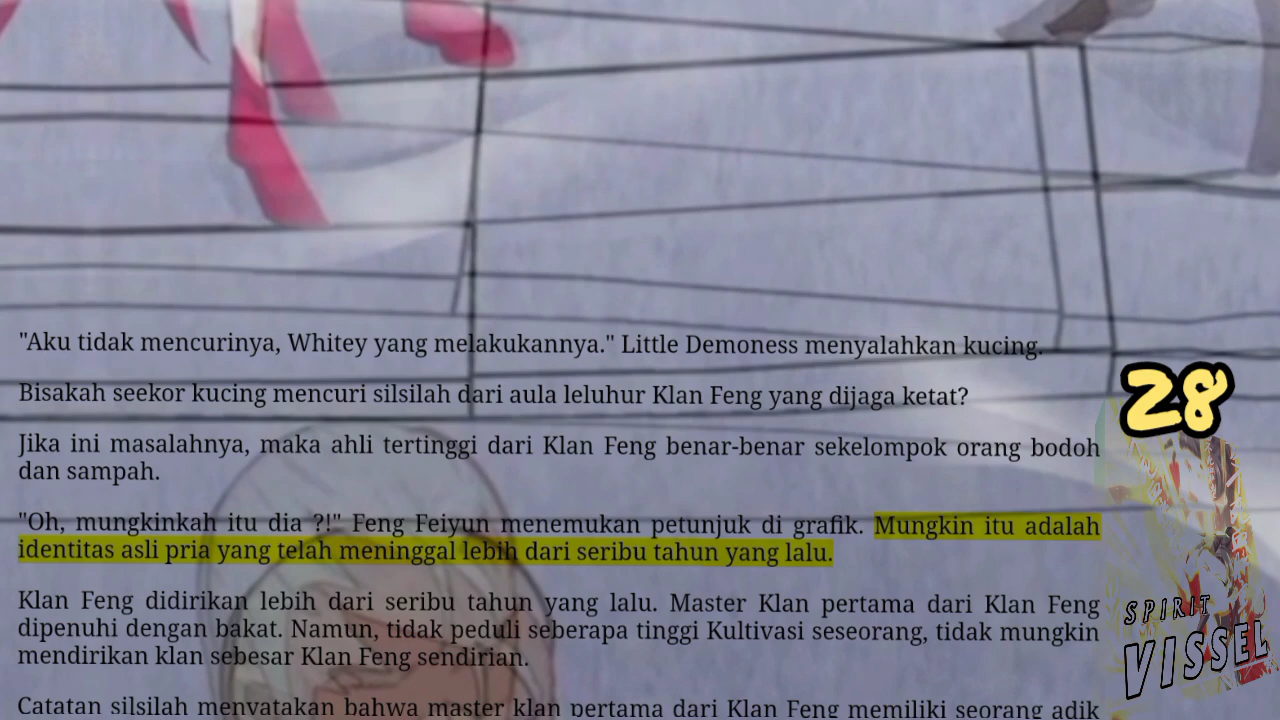 "Aku tidak mencurinya, Whitey yang melakukannya." Little Demoness menyalahkan kucing.
Bisakah seekor kucing mencuri silsilah dari aula leluhur Klan Feng yang dijaga ketat?
Jika ini masalahnya, maka ahli tertinggi dari Klan Feng benar-benar sekelompok orang bodoh
dan sampah.
"Oh, mungkinkah itu dia ?!" Feng Feiyun menemukan petunjuk di grafik. Mungkin itu adalah
identitas asli pria yang telah meninggal lebih dari seribu tahun yang lalu.
Klan Feng didirikan lebih dari seribu tahun yang lalu. Master Klan pertama dari Klan Feng
dipenuhi dengan bakat. Namun, tidak peduli seberapa tinggi Kultivasi seseorang, tidak mungkin
mendirikan klan sebesar Klan Feng sendirian.
Catatan silsilah menyatakan bahwa master klan pertama dari Klan Feng memiliki seorang adik
28
SPIRIT
VISSEL